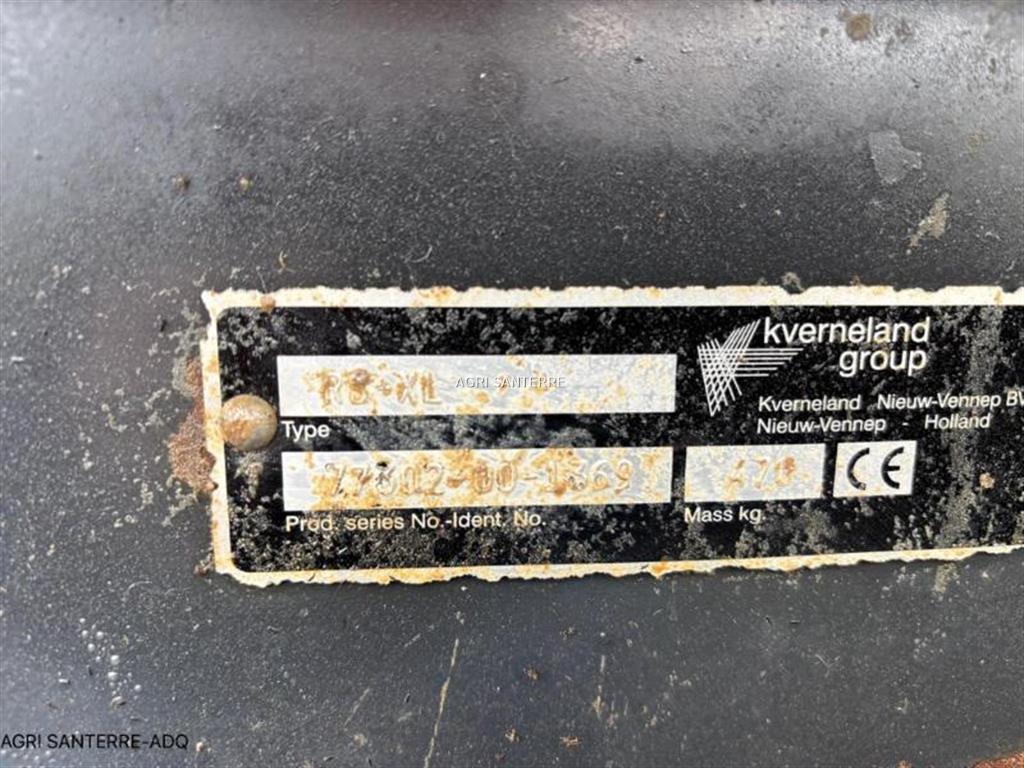 kverneland
group
AGRI SANTERRE
Kverneland Nieuw-Vennep BV
Nieuw-Vennep - Holland
Type
CE
Prod. series No.-Ident. No.
Mass kg.
AGRI SANTERRE-ADQ